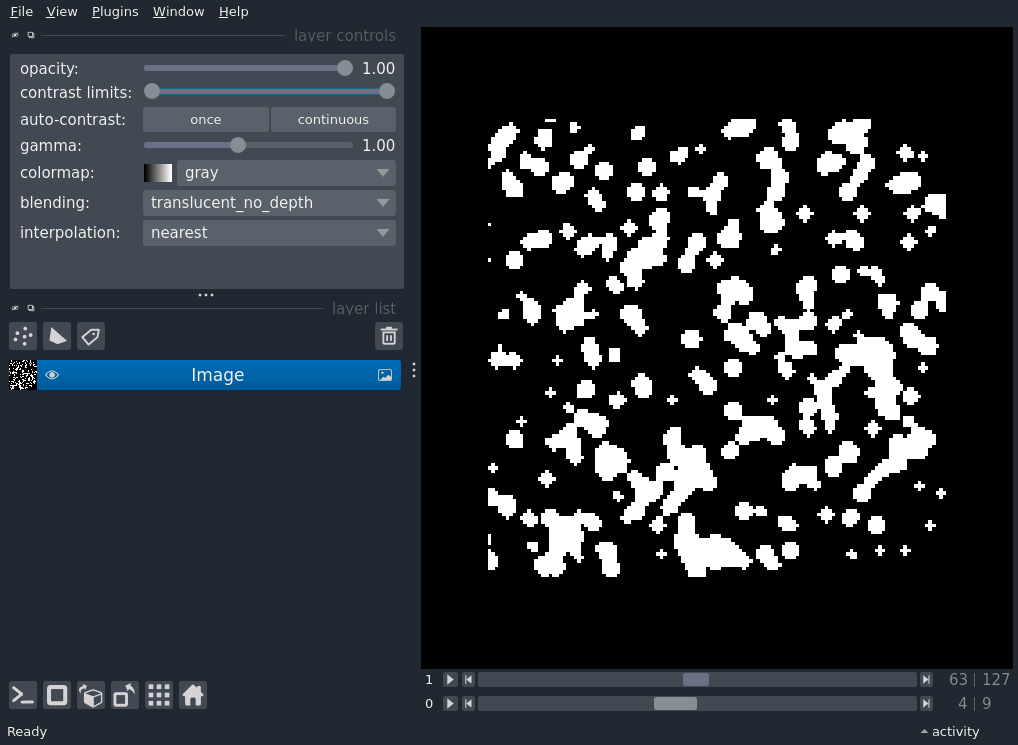 File View Plugins Window Help
layer controls
opacity: 1.00
contrast limits:
auto-contrast: once continuous
gamma: 1.00
colormap: gray
blending: translucent_no_depth
interpolation: nearest
layer list
Image
1 63 | 127
0 4 | 9
Ready activity